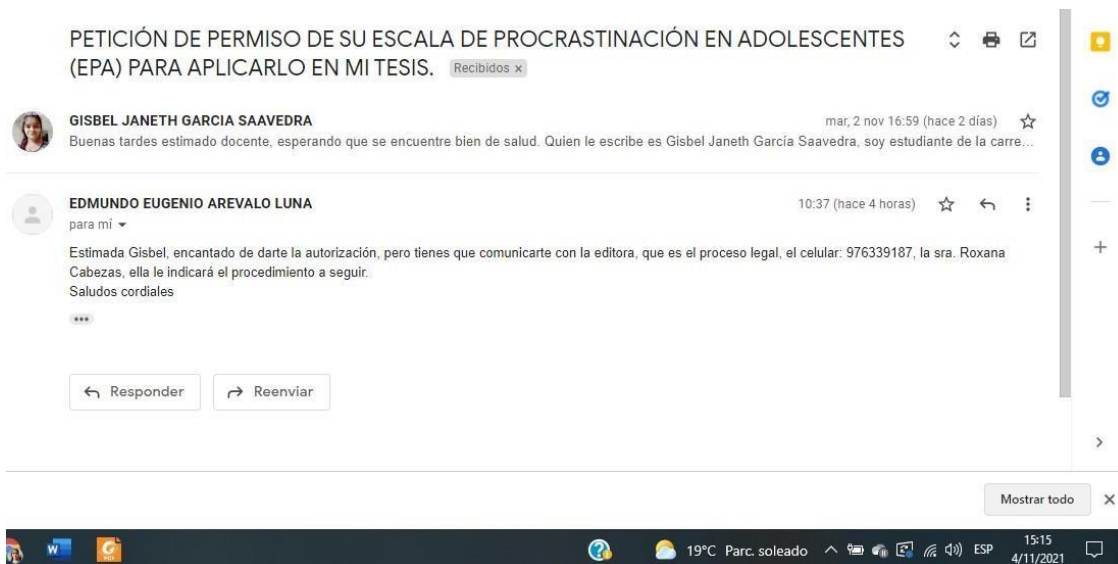 PETICIÓN DE PERMISO DE SU ESCALA DE PROCRASTINACIÓN EN ADOLESCENTES
(EPA) PARA APLICARLO EN MI TESIS. Recibidos x
GISBEL JANETH GARCIA SAAVEDRA mar, 2 nov 16:59 (hace 2 días)
Buenas tardes estimado docente, esperando que se encuentre bien de salud. Quien le escribe es Gisbel Janeth García Saavedra, soy estudiante de la carre...
EDMUNDO EUGENIO AREVALO LUNA 10:37 (hace 4 horas)
para mí
Estimada Gisbel, encantado de darte la autorización, pero tienes que comunicarte con la editora, que es el proceso legal, el celular: 976339187, la sra. Roxana
Cabezas, ella le indicará el procedimiento a seguir.
Saludos cordiales
Responder Reenviar
Mostrar todo
19°C Parc. soleado ESP 15:15
4/11/2021